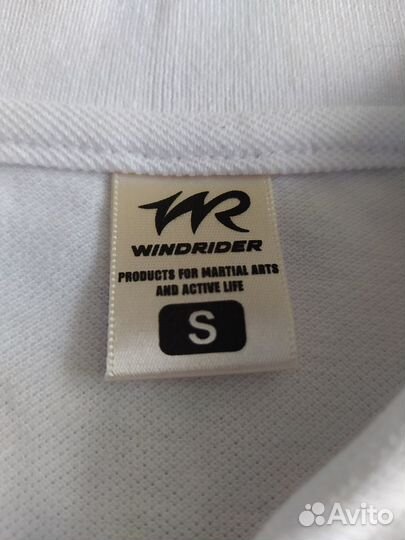 WR
WINDRIDER
PRODUCTS FOR MARTIAL ARTS
AND ACTIVE LIFE
S
Avito